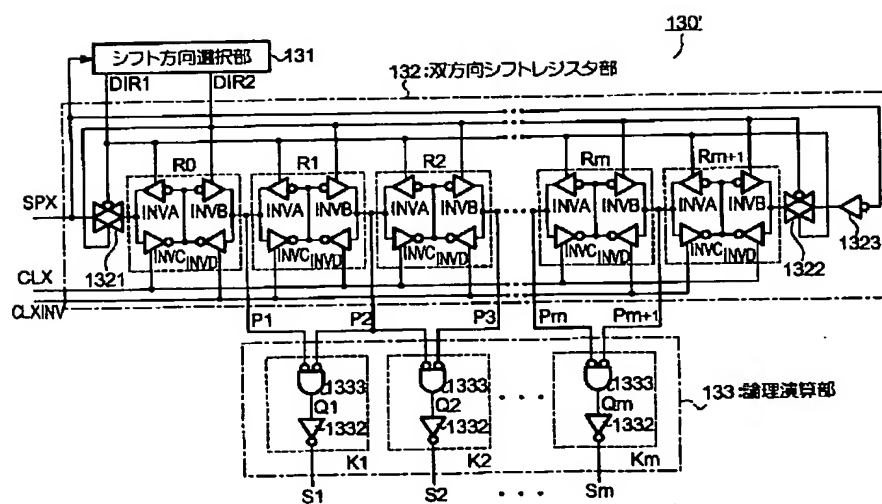 130'
シフト方向選択部 131
DIR1 DIR2
132:双方向シフトレジスタ部
R0 R1 R2 Rm Rm+1
SPX
INVA INVB INVA INVB INVA INVB INVA INVB INVA INVB
1323
INVC INVD INVC INVD INVC INVD INVC INVD INVC INVD
1321 1322
CLX
CLXINV
P1 P2 P3 Pm Pm+1
1333 1333 1333
Q1 Q2 Qm
133:論理演算部
1332 1332 1332
K1 K2 Km
S1 S2 Sm